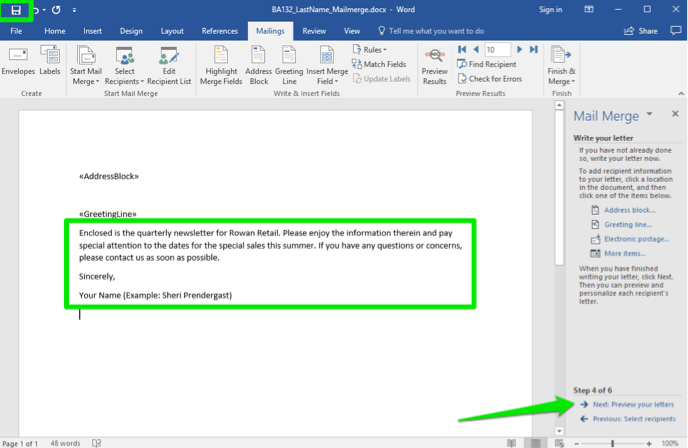 BA132_LastName_Mailmerge.docx - Word
Sign in
File Home Insert Design Layout References Mailings Review View Tell me what you want to do Share
Envelopes Labels
Create
Start Mail Merge
Select Recipients
Edit Recipient List
Start Mail Merge
Highlight Merge Fields
Address Block
Greeting Line
Insert Merge Field
Rules
Match Fields
Update Labels
Write & Insert Fields
Preview Results
10
Find Recipient
Check for Errors
Preview Results
Finish & Merge
Finish
«AddressBlock»
«GreetingLine»
Enclosed is the quarterly newsletter for Rowan Retail. Please enjoy the information therein and pay
special attention to the dates for the special sales this summer. If you have any questions or concerns,
please contact us as soon as possible.
Sincerely,
Your Name (Example: Sheri Prendergast)
Mail Merge
Write your letter
If you have not already done
so, write your letter now.
To add recipient information
to your letter, click a location
in the document, and then
click one of the items below.
Address block...
Greeting line...
Electronic postage...
More items...
When you have finished
writing your letter, click Next.
Then you can preview and
personalize each recipient's
letter.
Step 4 of 6
Next: Preview your letters
Previous: Select recipients
Page 1 of 1 48 words
100%